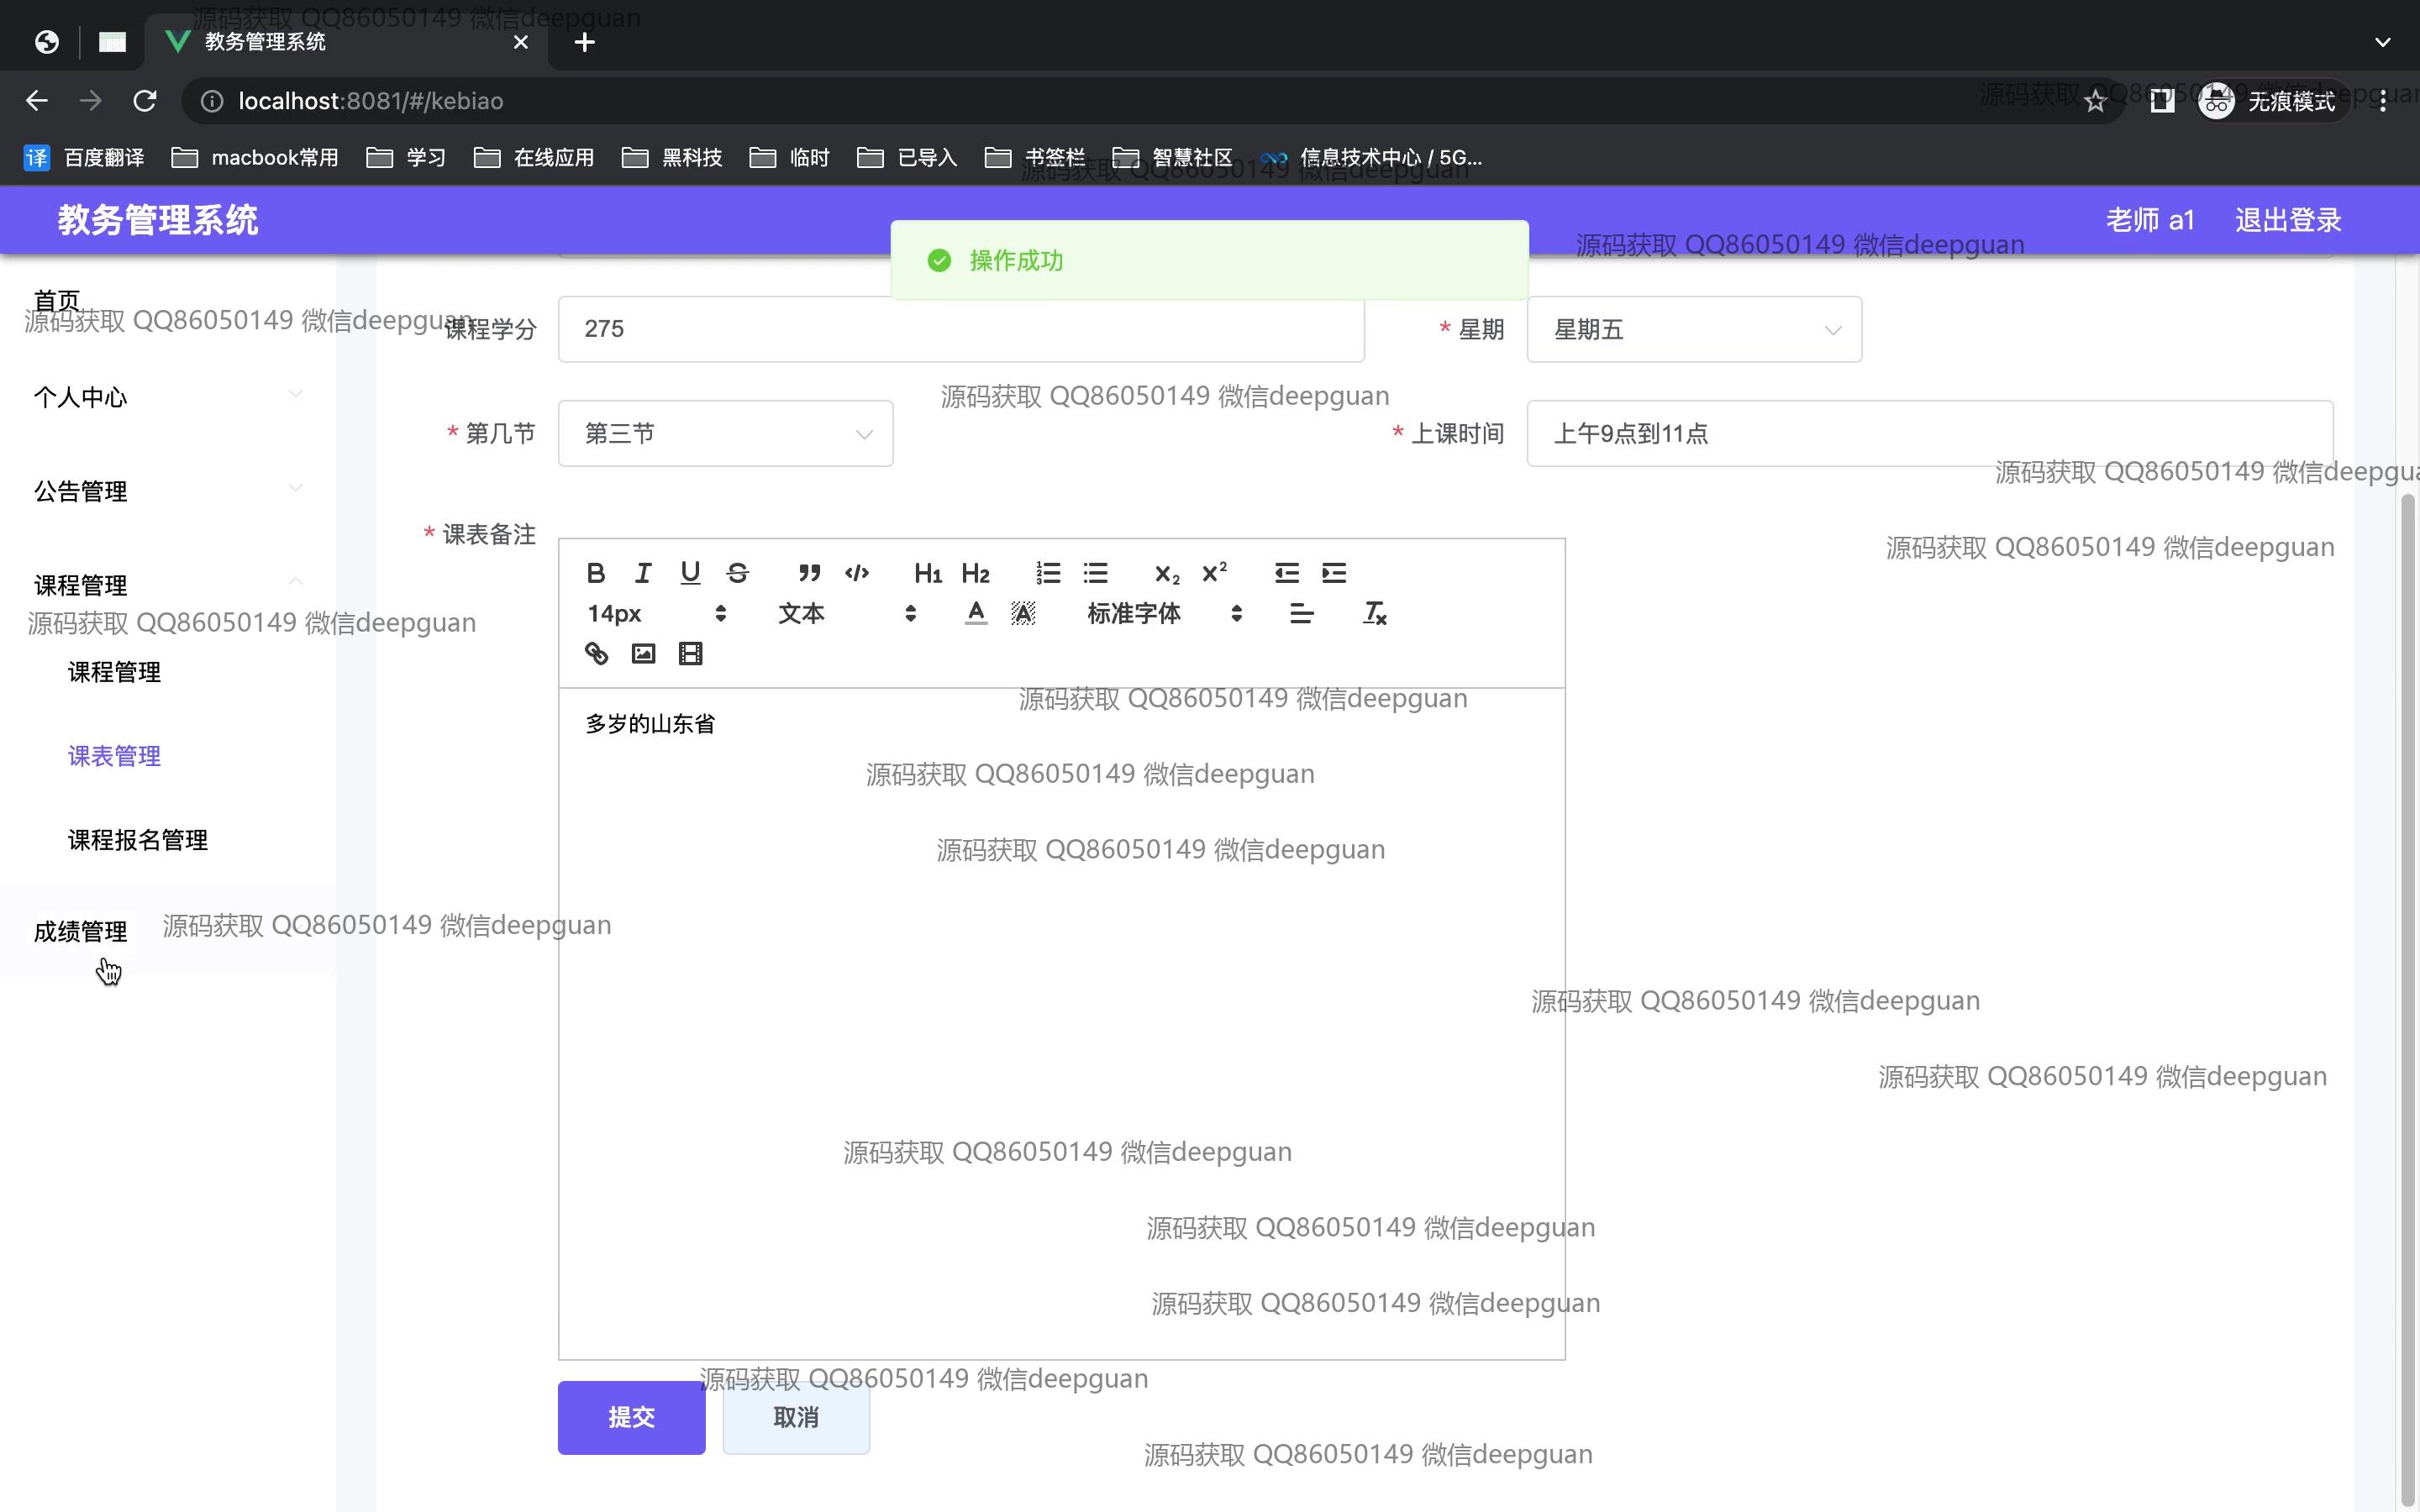 源码获取 QQ86050149 微信deepguan
教务管理系统
localhost:8081/#/kebiao
源码获取 QQ86050149 微信deepguan
无痕模式
译 百度翻译 macbook常用 学习 在线应用 黑科技 临时 已导入 书签栏 智慧社区 信息技术中心 / 5G...
源码获取 QQ86050149 微信deepguan
教务管理系统
老师 a1 退出登录
操作成功
源码获取 QQ86050149 微信deepguan
首页
源码获取 QQ86050149 微信deepguan
课程学分 275 * 星期 星期五
个人中心
源码获取 QQ86050149 微信deepguan
* 第几节 第三节 * 上课时间 上午9点到11点
源码获取 QQ86050149 微信deepgua
公告管理
* 课表备注
源码获取 QQ86050149 微信deepguan
课程管理
B I U S H1 H2 x2 x2
14px 文本 A A 标准字体 Tx
源码获取 QQ86050149 微信deepguan
课程管理
源码获取 QQ86050149 微信deepguan
多岁的山东省
课表管理
源码获取 QQ86050149 微信deepguan
课程报名管理
源码获取 QQ86050149 微信deepguan
成绩管理
源码获取 QQ86050149 微信deepguan
源码获取 QQ86050149 微信deepguan
源码获取 QQ86050149 微信deepguan
源码获取 QQ86050149 微信deepguan
源码获取 QQ86050149 微信deepguan
源码获取 QQ86050149 微信deepguan
源码获取 QQ86050149 微信deepguan
提交 取消
源码获取 QQ86050149 微信deepguan